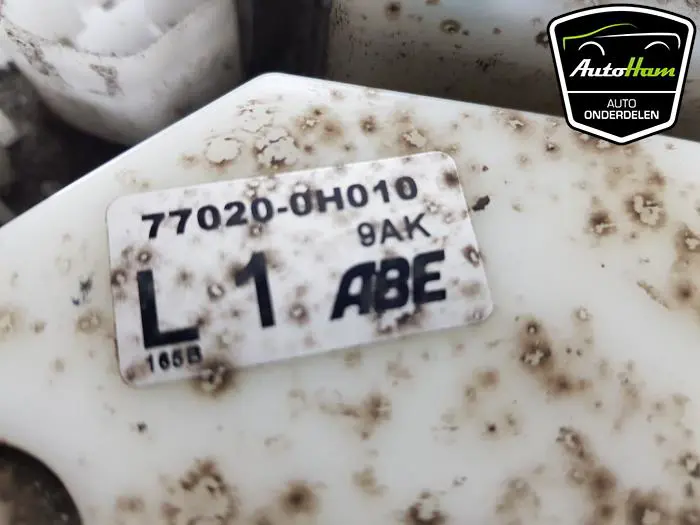 AutoHam
AUTO
ONDERDELEN
77020-0H010
9AK
L 1 ABE
165B